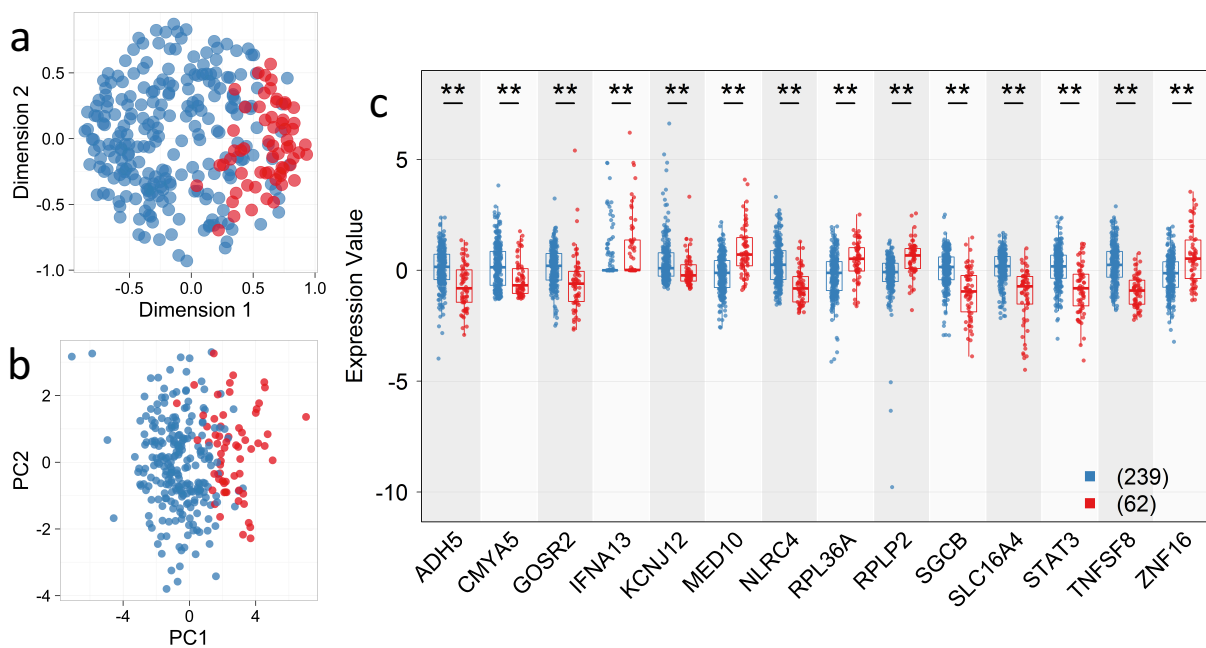 a
Dimension 2
0.5
0.0
-0.5
-1.0
-0.5
0.0
0.5
1.0
Dimension 1
b
PC2
2
0
-2
-4
-4
0
4
PC1
c
** ** ** ** ** ** ** ** ** ** ** ** ** **
Expression Value
5
0
-5
-10
(239)
(62)
ADH5
CMYA5
GOSR2
IFNA13
KCNJ12
MED10
NLRC4
RPL36A
RPLP2
SGCB
SLC16A4
STAT3
TNFSF8
ZNF16